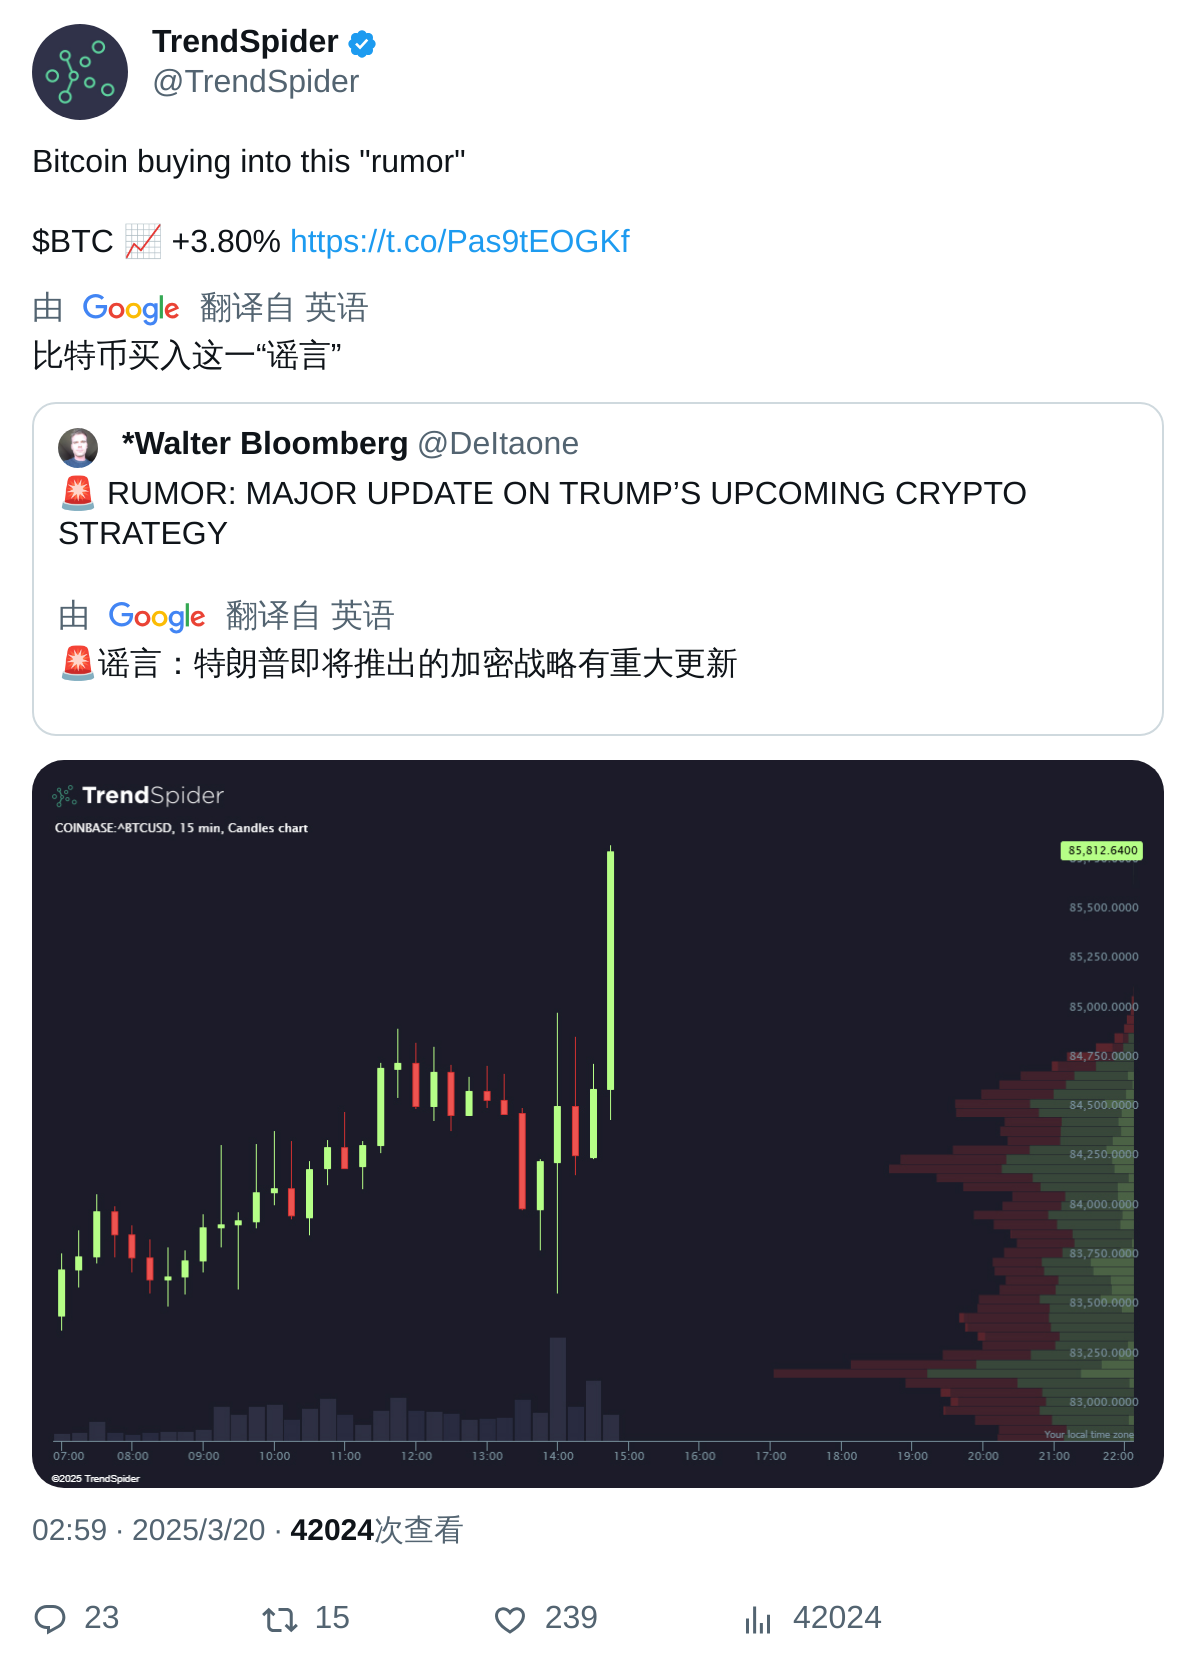 TrendSpider
@TrendSpider
Bitcoin buying into this "rumor"
$BTC 📈 +3.80% https://t.co/Pas9tEOGKf
由 Google 翻译自 英语
比特币买入这一“谣言”
*Walter Bloomberg @DeItaone
🚨 RUMOR: MAJOR UPDATE ON TRUMP’S UPCOMING CRYPTO
STRATEGY
由 Google 翻译自 英语
🚨谣言：特朗普即将推出的加密战略有重大更新
TrendSpider
COINBASE:^BTCUSD, 15 min, Candles chart
85,812.6400
85,500.0000
85,250.0000
85,000.0000
84,750.0000
84,500.0000
84,250.0000
84,000.0000
83,750.0000
83,500.0000
83,250.0000
83,000.0000
Your local time zone
07:00 08:00 09:00 10:00 11:00 12:00 13:00 14:00 15:00 16:00 17:00 18:00 19:00 20:00 21:00 22:00
©2025 TrendSpider
02:59 · 2025/3/20 · 42024次查看
23 15 239 42024